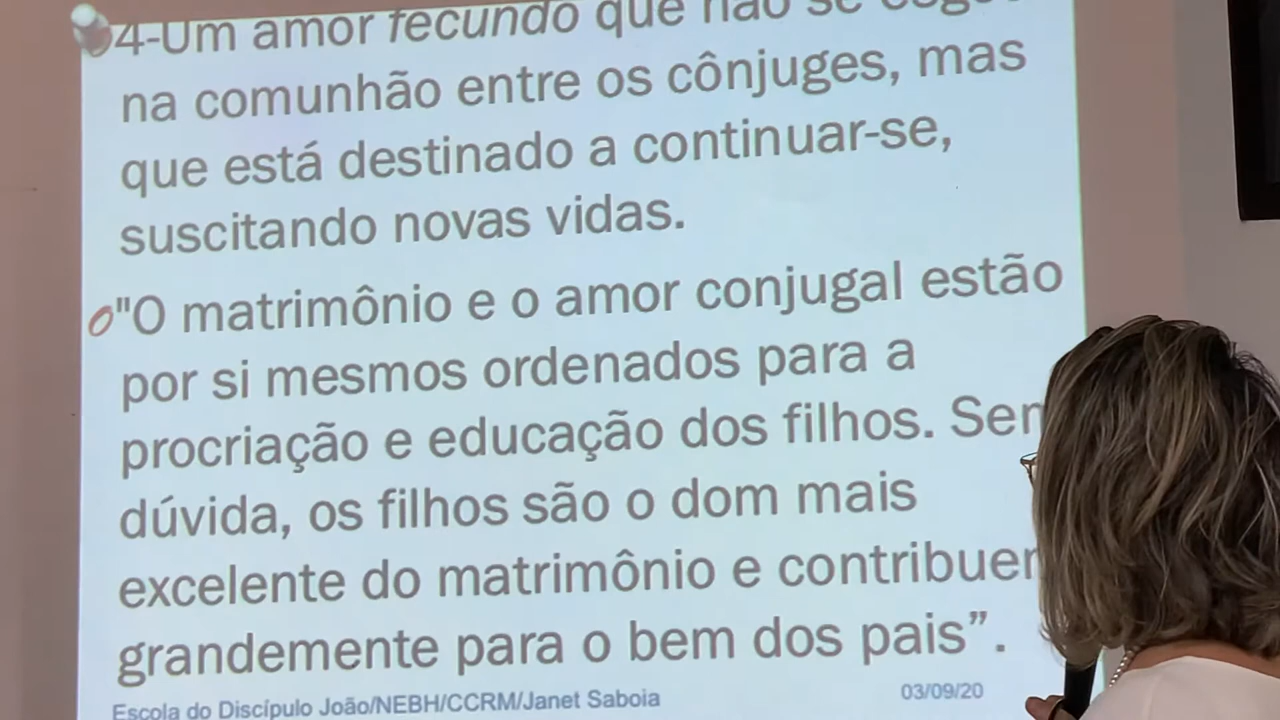 4-Um amor fecundo que não se
na comunhão entre os cônjuges, mas
que está destinado a continuar-se,
suscitando novas vidas.
"O matrimônio e o amor conjugal estão
por si mesmos ordenados para a
procriação e educação dos filhos.
dúvida, os filhos são o dom mais
excelente do matrimônio e
grandemente para o bem dos pais”.
Escola do Discípulo João/NEBH/CCRM/Janet Saboia
03/09/20